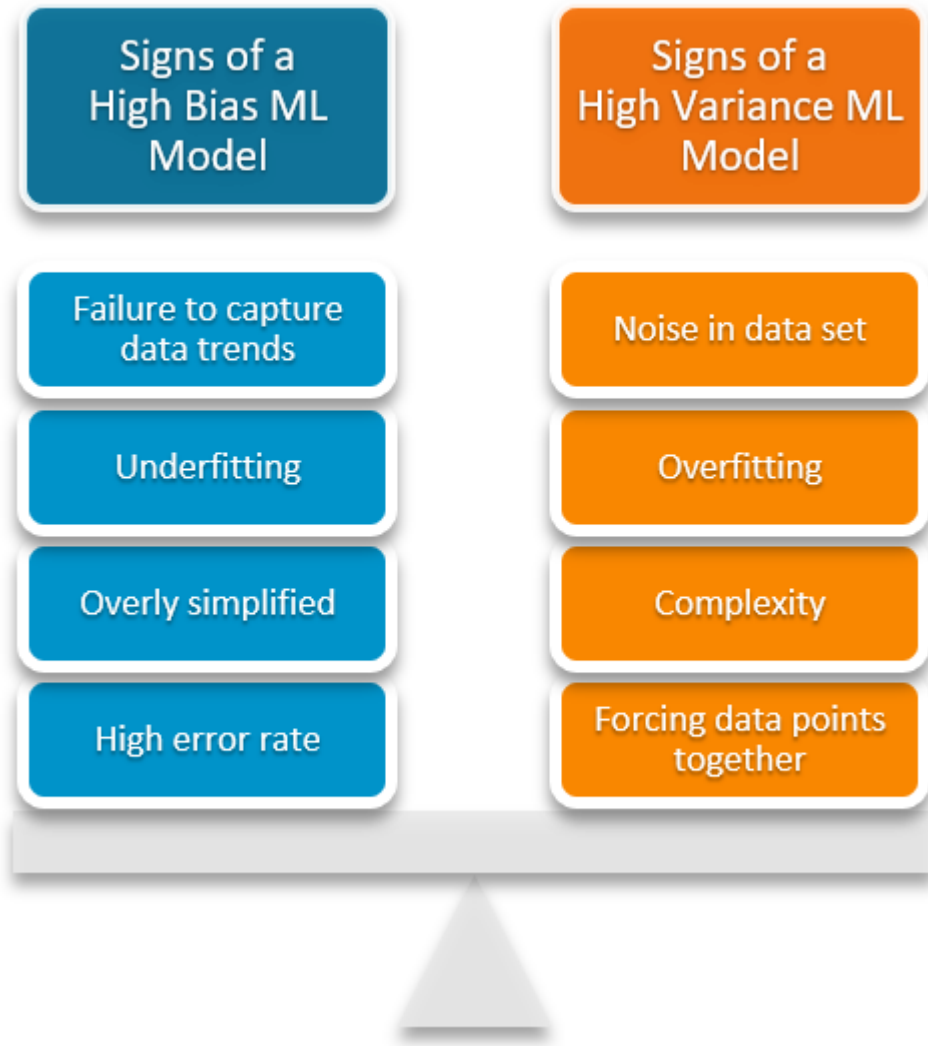 Signs of a
High Bias ML
Model
Failure to capture
data trends
Underfitting
Overly simplified
High error rate
Signs of a
High Variance ML
Model
Noise in data set
Overfitting
Complexity
Forcing data points
together